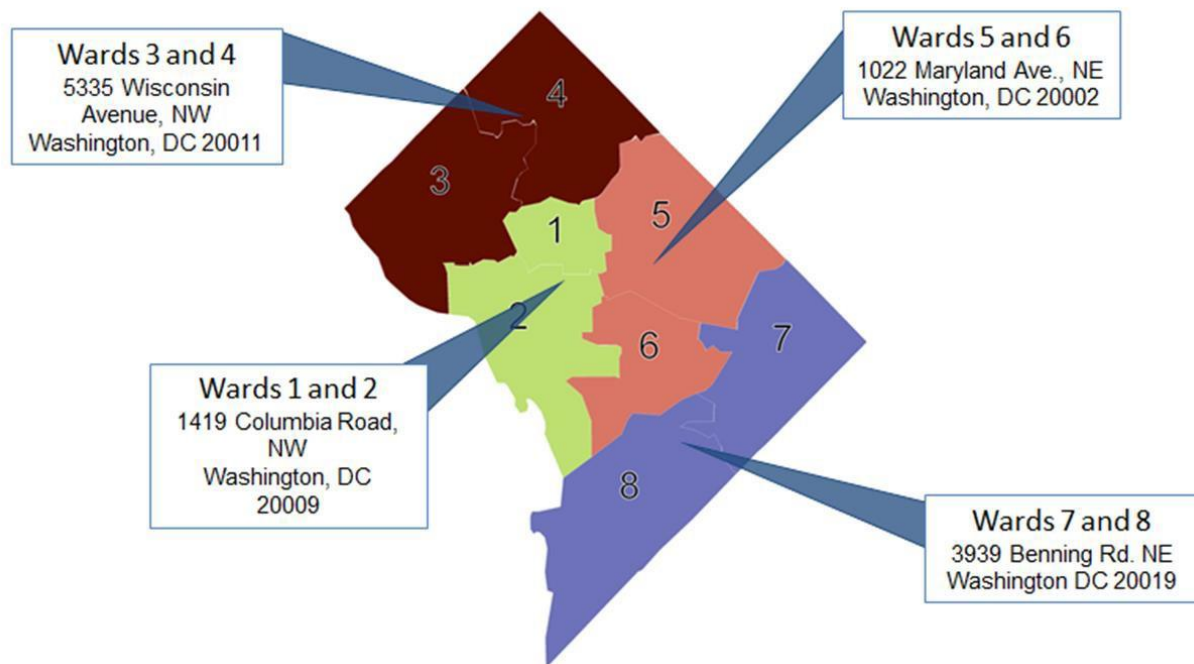 Wards 3 and 4
5335 Wisconsin
Avenue, NW
Washington, DC 20011
Wards 5 and 6
1022 Maryland Ave., NE
Washington, DC 20002
4
3
5
1
2
6
7
8
Wards 1 and 2
1419 Columbia Road,
NW
Washington, DC
20009
Wards 7 and 8
3939 Benning Rd. NE
Washington DC 20019